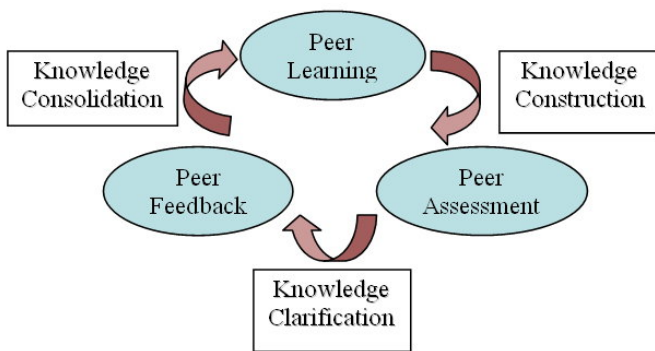 Peer
Learning
Knowledge
Consolidation
Knowledge
Construction
Peer
Feedback
Peer
Assessment
Knowledge
Clarification